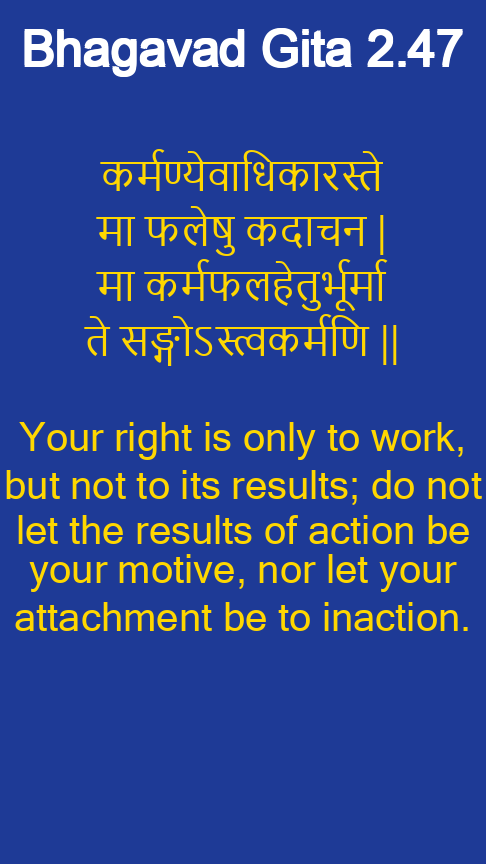 Bhagavad Gita 2.47
कर्मण्येवाधिकारस्ते
मा फलेषु कदाचन |
मा कर्मफलहेतुर्भूर्मा
ते सङ्गोऽस्त्वकर्मणि ||
Your right is only to work,
but not to its results; do not
let the results of action be
your motive, nor let your
attachment be to inaction.